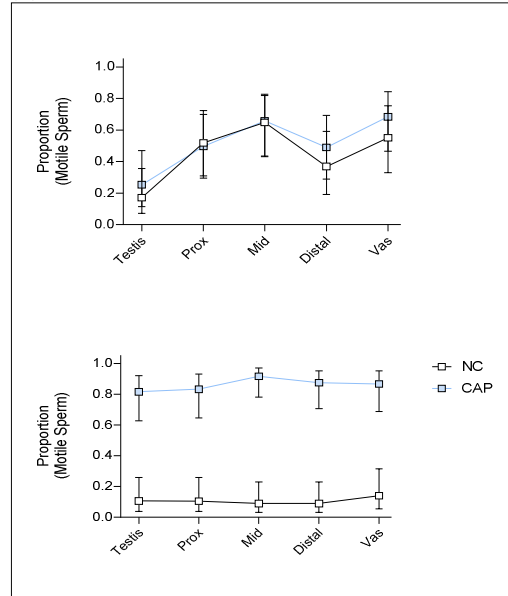 1.0
0.8
0.6
0.4
0.2
0.0
Proportion
(Motile Sperm)
Testis
Prox
Mid
Distal
Vas
1.0
0.8
0.6
0.4
0.2
0.0
Proportion
(Motile Sperm)
Testis
Prox
Mid
Distal
Vas
NC
CAP